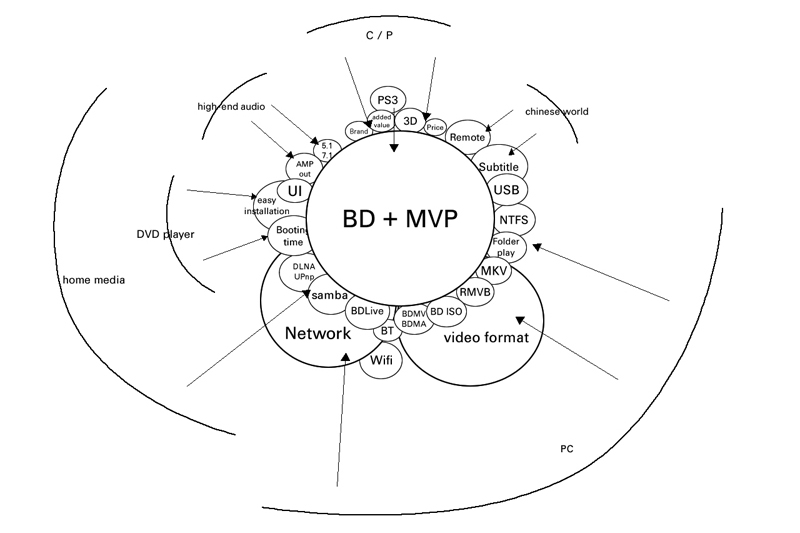 C / P
PS3
high-end audio
added
value
3D
chinese world
Brand
Price
Remote
5.1
7.1
AMP
out
Subtitle
UI
USB
easy
installation
BD + MVP
NTFS
DVD player
Booting
time
Folder
play
home media
DLNA
UPnp
MKV
samba
RMVB
BDLive
BDMV
BDMA
BD ISO
Network
BT
video format
Wifi
PC